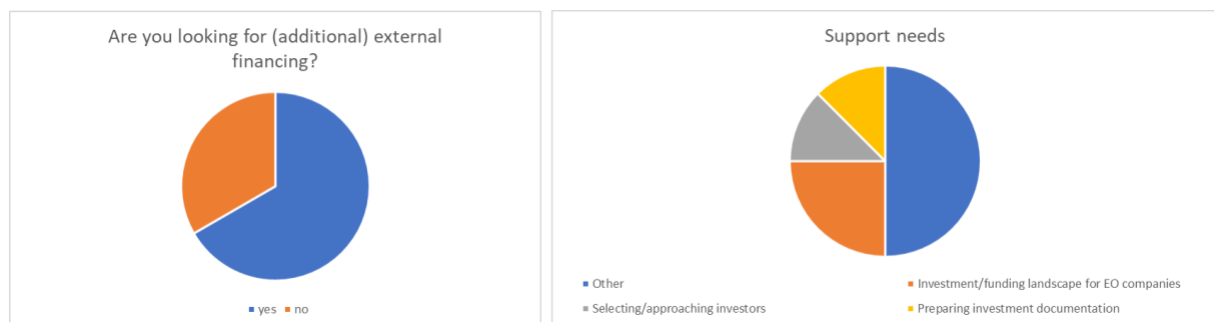 Are you looking for (additional) external
financing?
yes no
Support needs
Other
Investment/funding landscape for EO companies
Selecting/approaching investors
Preparing investment documentation